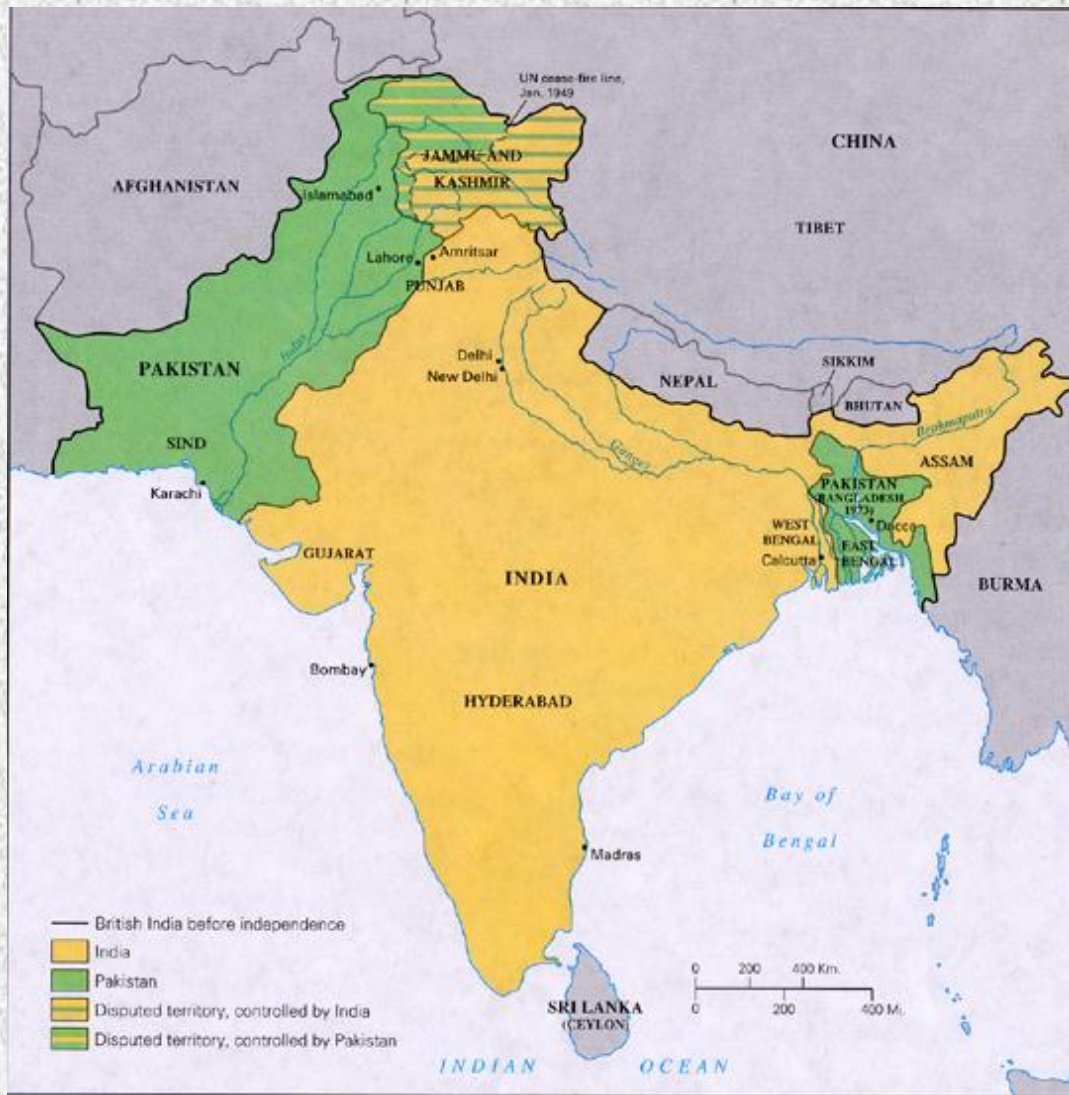 UN cease-fire line,
Jan. 1949
CHINA
JAMMU AND
KASHMIR
AFGHANISTAN
Islamabad
TIBET
Lahore
Amritsar
PUNJAB
Indus
Delhi
New Delhi
PAKISTAN
NEPAL
SIKKIM
BHUTAN
Brahmaputra
SIND
Ganges
ASSAM
Karachi
PAKISTAN
(BANGLADESH
1973)
Dacca
WEST
BENGAL
EAST
BENGAL
Calcutta
GUJARAT
INDIA
BURMA
Bombay
HYDERABAD
Arabian
Sea
Bay of
Bengal
Madras
British India before independence
India
Pakistan
Disputed territory, controlled by India
Disputed territory, controlled by Pakistan
0 200 400 Km.
0 200 400 Mi.
SRI LANKA
(CEYLON)
INDIAN OCEAN